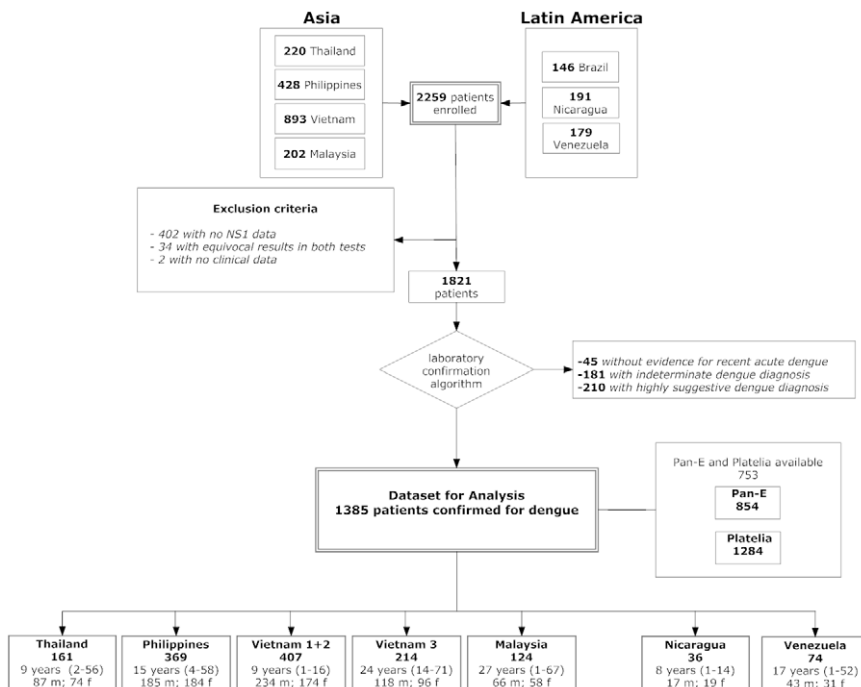 Asia
220 Thailand
428 Philippines
893 Vietnam
202 Malaysia
Latin America
146 Brazil
191
Nicaragua
179
Venezuela
2259 patients
enrolled
Exclusion criteria
- 402 with no NS1 data
- 34 with equivocal results in both tests
- 2 with no clinical data
1821
patients
laboratory
confirmation
algorithm
-45 without evidence for recent acute dengue
-181 with indeterminate dengue diagnosis
-210 with highly suggestive dengue diagnosis
Dataset for Analysis
1385 patients confirmed for dengue
Pan-E and Platelia available
753
Pan-E
854
Platelia
1284
Thailand
161
9 years (2-56)
87 m; 74 f
Philippines
369
15 years (4-58)
185 m; 184 f
Vietnam 1+2
407
9 years (1-16)
234 m; 174 f
Vietnam 3
214
24 years (14-71)
118 m; 96 f
Malaysia
124
27 years (1-67)
66 m; 58 f
Nicaragua
36
8 years (1-14)
17 m; 19 f
Venezuela
74
17 years (1-52)
43 m; 31 f